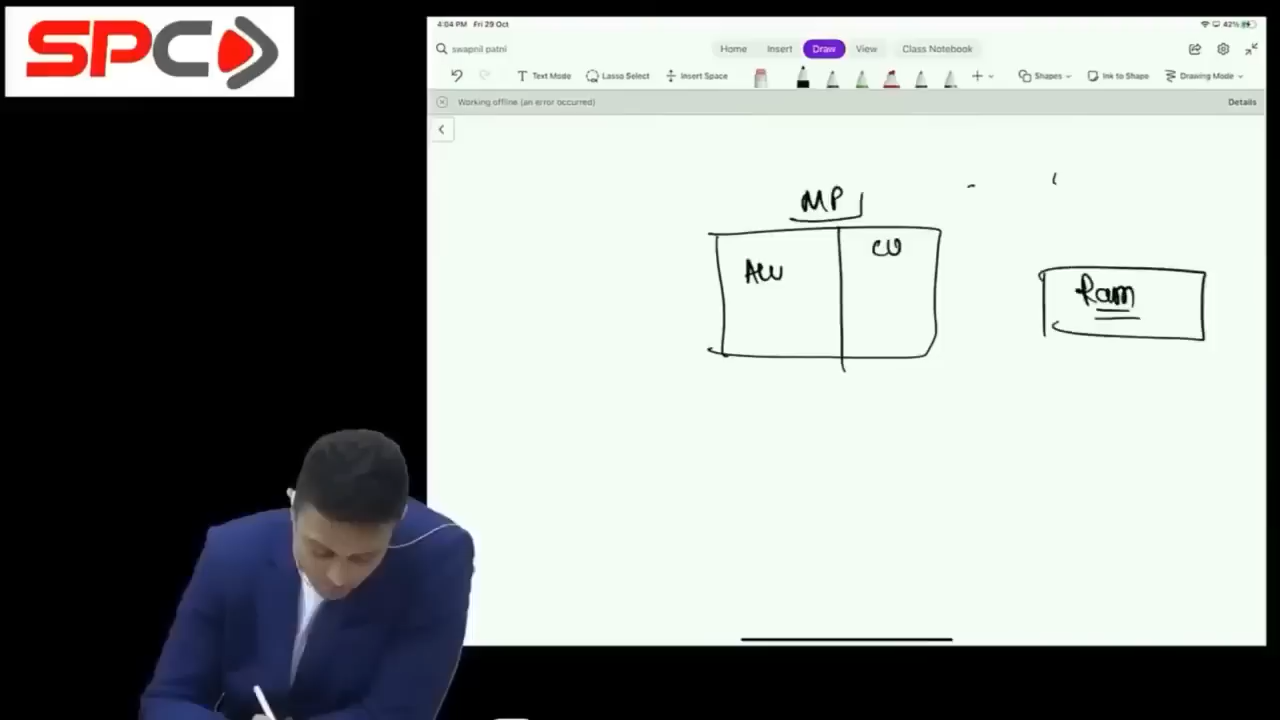 SPC
4:04 PM Fri 29 Oct
42%
swapnil patni
Home Insert Draw View Class Notebook
Text Mode Lasso Select Insert Space Shapes Ink to Shape Drawing Mode
Working offline (an error occurred) Details
MP
ALU CU
Ram